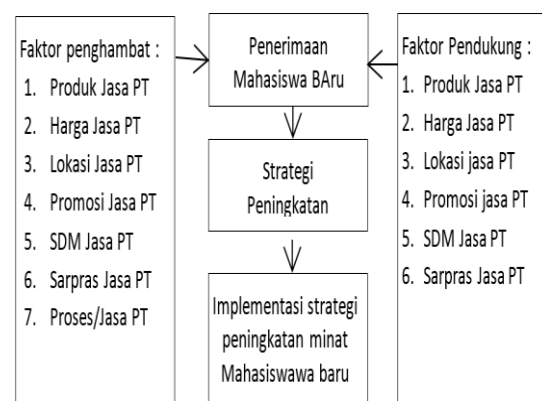 Faktor penghambat :
1. Produk Jasa PT
2. Harga Jasa PT
3. Lokasi Jasa PT
4. Promosi Jasa PT
5. SDM Jasa PT
6. Sarpras Jasa PT
7. Proses/Jasa PT
Penerimaan
Mahasiswa BAru
Strategi
Peningkatan
Implementasi strategi
peningkatan minat
Mahasiswawa baru
Faktor Pendukung :
1. Produk Jasa PT
2. Harga Jasa PT
3. Lokasi jasa PT
4. Promosi jasa PT
5. SDM Jasa PT
6. Sarpras Jasa PT